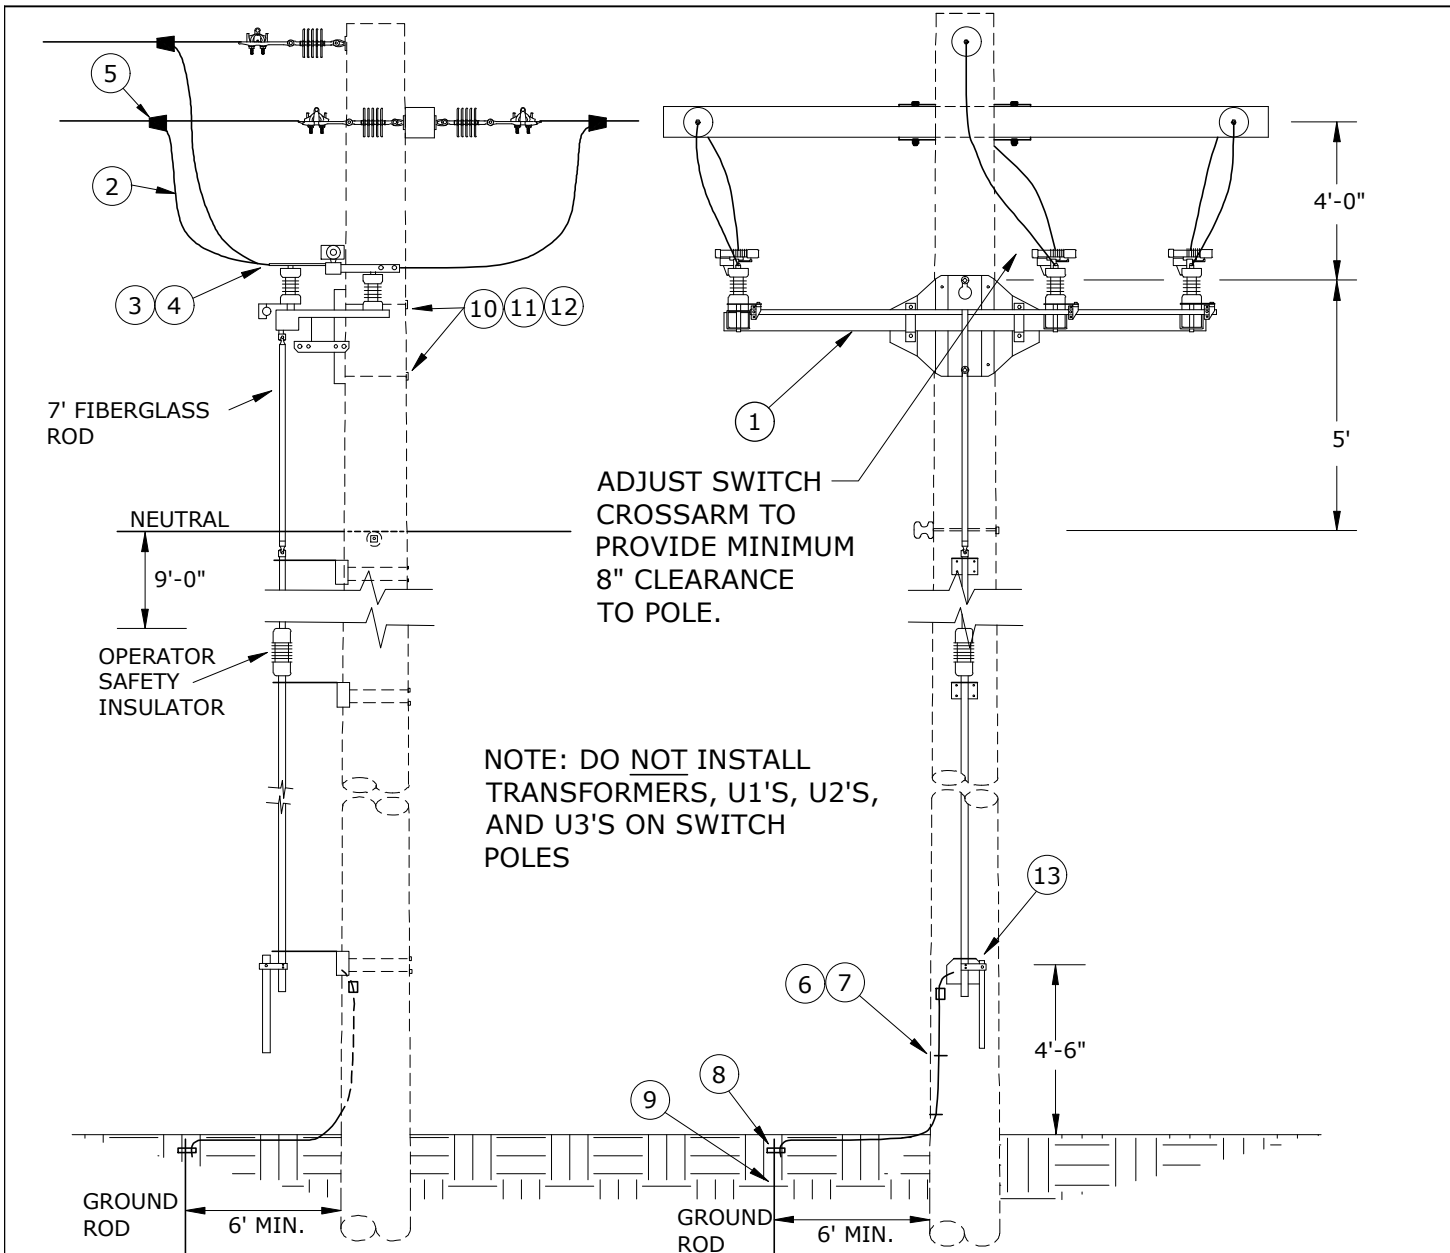 5
2
3 4
10 11 12
4'-0"
7' FIBERGLASS
ROD
1
5'
ADJUST SWITCH
CROSSARM TO
PROVIDE MINIMUM
8" CLEARANCE
TO POLE.
NEUTRAL
9'-0"
OPERATOR
SAFETY
INSULATOR
NOTE: DO NOT INSTALL
TRANSFORMERS, U1'S, U2'S,
AND U3'S ON SWITCH
POLES
13
6 7
4'-6"
8
9
GROUND
ROD
6' MIN.
GROUND
ROD
6' MIN.